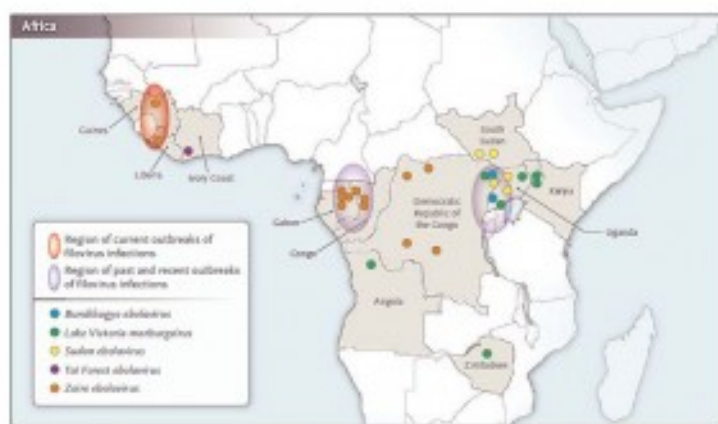 Africa
Guinea
Liberia
Ivory Coast
South
Sudan
Gabon
Congo
Democratic
Republic of
the Congo
Kenya
Uganda
Angola
Zimbabwe
Region of current outbreaks of
filovirus infections
Region of past and recent outbreaks
of filovirus infections
Bundibugyo ebolavirus
Lake Victoria marburgvirus
Sudan ebolavirus
Taï Forest ebolavirus
Zaire ebolavirus